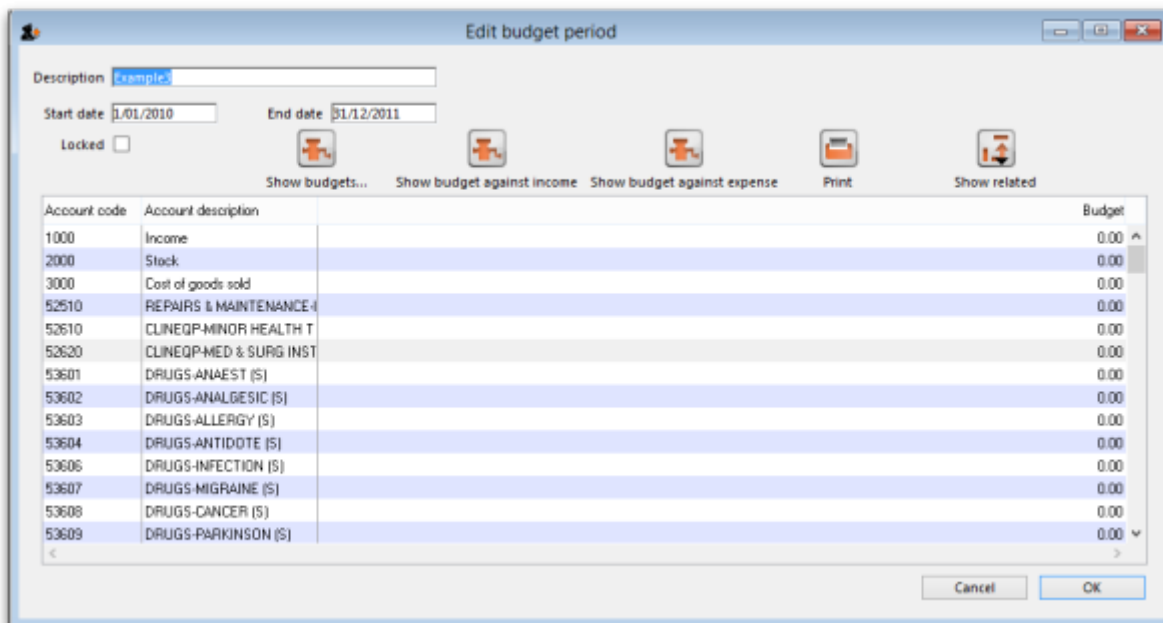 Edit budget period
Description Example3
Start date 1/01/2010 End date 31/12/2011
Locked
Show budgets... Show budget against income Show budget against expense Print Show related
Account code Account description Budget
1000 Income 0.00
2000 Stock 0.00
3000 Cost of goods sold 0.00
52510 REPAIRS & MAINTENANCE-I 0.00
52610 CLINEQP-MINOR HEALTH T 0.00
52620 CLINEQP-MED & SURG INST 0.00
53601 DRUGS-ANAEST (S) 0.00
53602 DRUGS-ANALGESIC (S) 0.00
53603 DRUGS-ALLERGY (S) 0.00
53604 DRUGS-ANTIDOTE (S) 0.00
53606 DRUGS-INFECTION (S) 0.00
53607 DRUGS-MIGRAINE (S) 0.00
53608 DRUGS-CANCER (S) 0.00
53609 DRUGS-PARKINSON (S) 0.00
Cancel OK